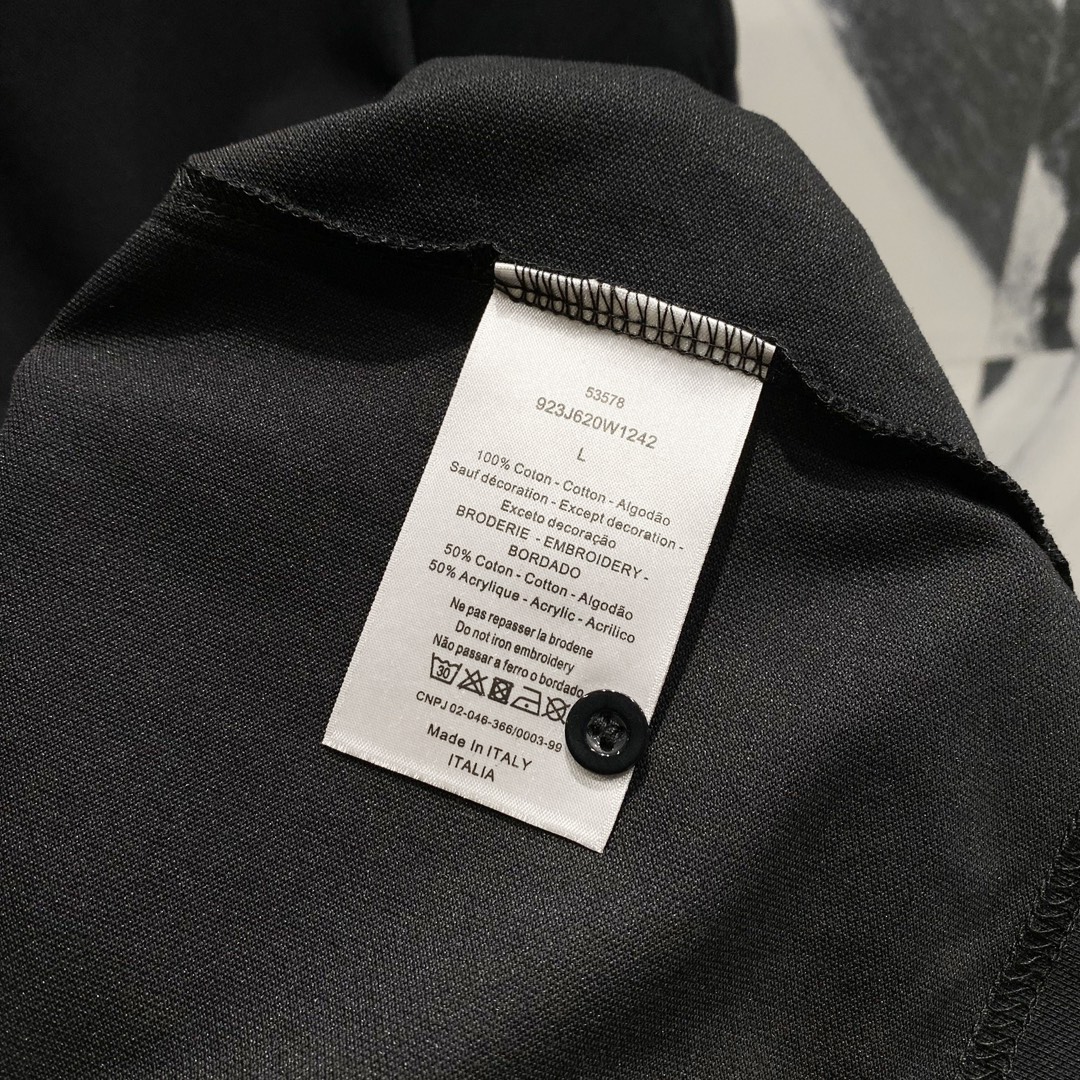 53578
923J620W1242
L
100% Coton - Cotton - Algodão
Sauf décoration - Except decoration -
Exceto decoração
BRODERIE - EMBROIDERY -
BORDADO
50% Coton - Cotton - Algodão
50% Acrylique - Acrylic - Acrilico
Ne pas repasser la brodene
Do not iron embroidery
Não passar a ferro o bordado
30
CNPJ 02-046-366/0003-99
Made In ITALY
ITALIA